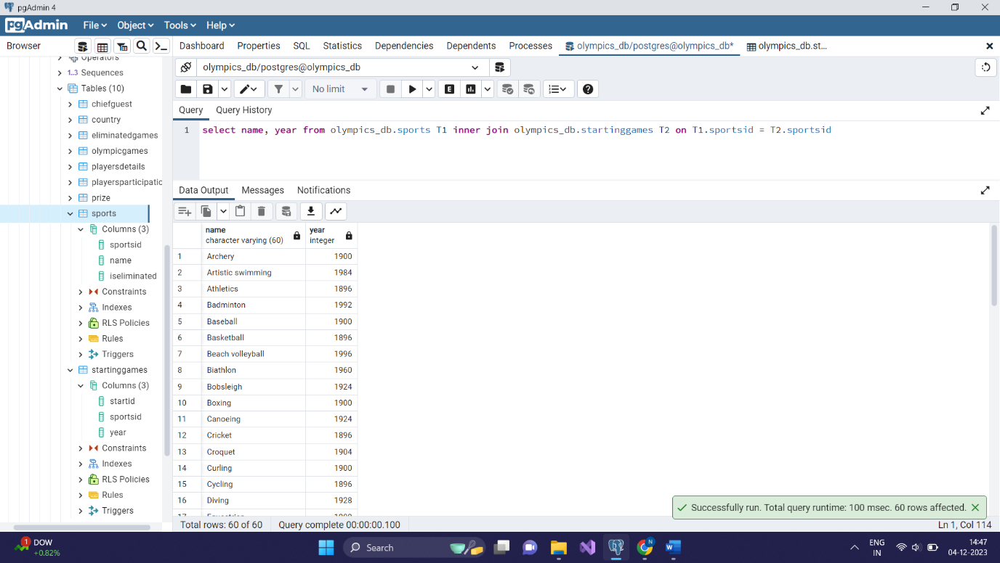 pgAdmin 4
pgAdmin File Object Tools Help
Browser
Dashboard Properties SQL Statistics Dependencies Dependents Processes olympics_db/postgres@olympics_db* olympics_db.st...
Operators
1..3 Sequences
Tables (10)
chiefguest
country
eliminatedgames
olympicgames
playersdetails
playersparticipatic
prize
sports
Columns (3)
sportsid
name
iseliminated
Constraints
Indexes
RLS Policies
Rules
Triggers
startinggames
Columns (3)
startid
sportsid
year
Constraints
Indexes
RLS Policies
Rules
Triggers
olympics_db/postgres@olympics_db
No limit
E
Query Query History
1 select name, year from olympics_db.sports T1 inner join olympics_db.startinggames T2 on T1.sportsid = T2.sportsid
Data Output Messages Notifications
name year
character varying (60) integer
1 Archery 1900
2 Artistic swimming 1984
3 Athletics 1896
4 Badminton 1992
5 Baseball 1900
6 Basketball 1896
7 Beach volleyball 1996
8 Biathlon 1960
9 Bobsleigh 1924
10 Boxing 1900
11 Canoeing 1924
12 Cricket 1896
13 Croquet 1904
14 Curling 1900
15 Cycling 1896
16 Diving 1928
Successfully run. Total query runtime: 100 msec. 60 rows affected.
Total rows: 60 of 60 Query complete 00:00:00.100 Ln 1, Col 114
1 DOW
+0.82%
Search
N
W
ENG
IN
14:47
04-12-2023